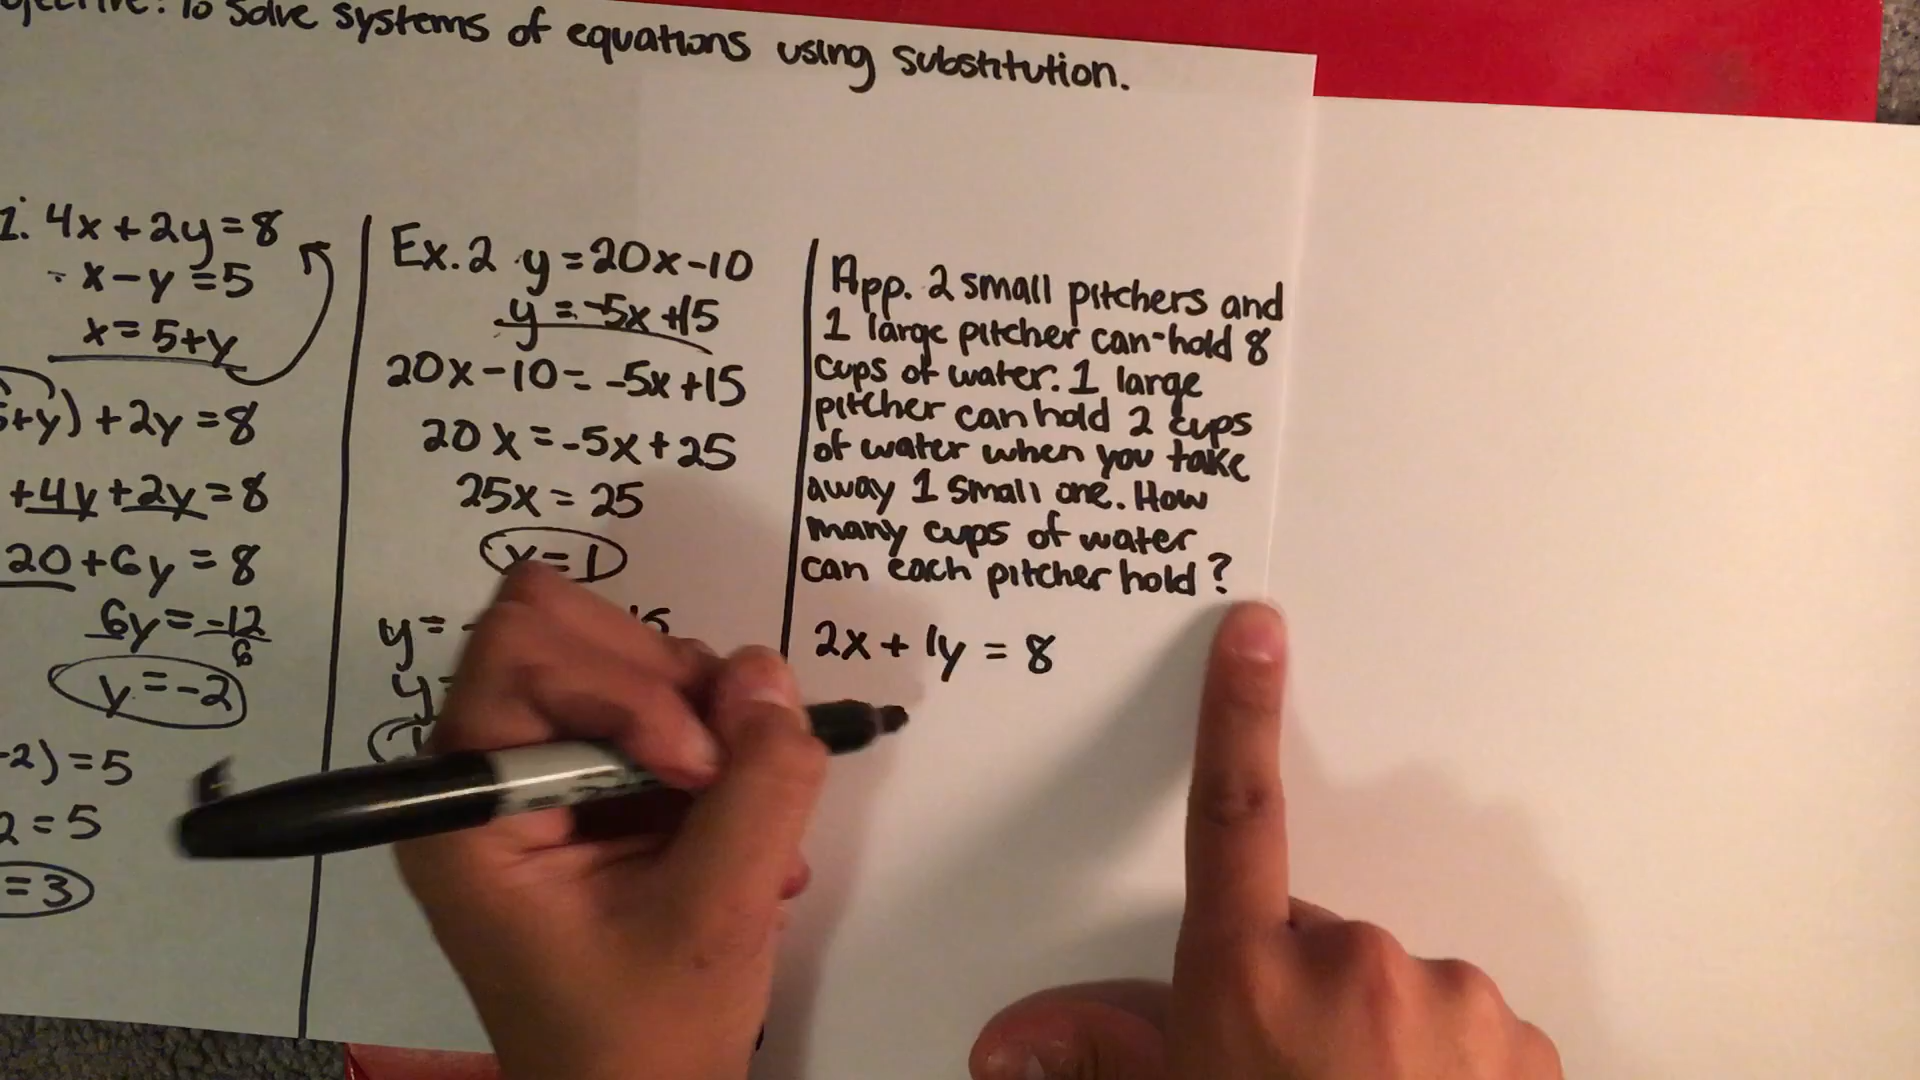 To solve systems of equations using substitution.
1. 4x+2y=8
x-y=5
x=5+y
+y)+2y=8
+4y+2y=8
20+6y=8
6y=-12
6
y=-2
-2)=5
2=5
=3
Ex.2 y=20x-10
y=-5x+15
20x-10=-5x+15
20x=-5x+25
25x=25
x=1
y=
y=
App. 2 small pitchers and
1 large pitcher can hold 8
cups of water. 1 large
pitcher can hold 2 cups
of water when you take
away 1 small one. How
many cups of water
can each pitcher hold?
2x+1y=8